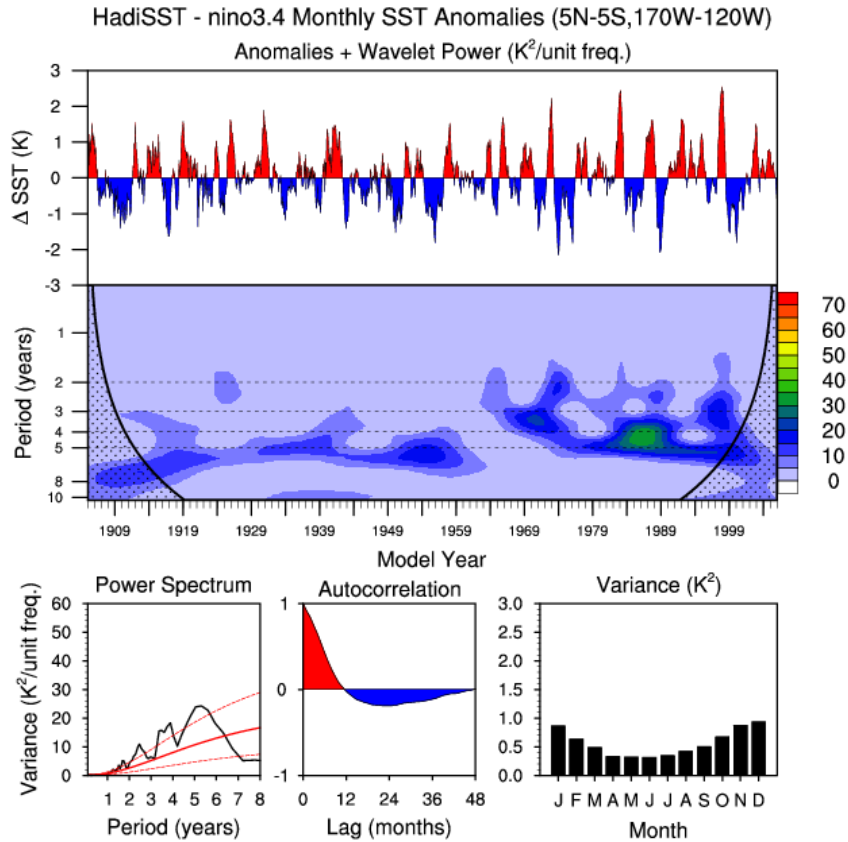 HadiSST - nino3.4 Monthly SST Anomalies (5N-5S,170W-120W)
Anomalies + Wavelet Power (K²/unit freq.)
3
2
1
0
-1
-2
-3
Δ SST (K)
1
2
3
4
5
8
10
Period (years)
1909 1919 1929 1939 1949 1959 1969 1979 1989 1999
Model Year
70
60
50
40
30
20
10
0
Power Spectrum
60
50
40
30
20
10
0
Variance (K²/unit freq.)
1 2 3 4 5 6 7 8
Period (years)
Autocorrelation
1
0
-1
0 12 24 36 48
Lag (months)
Variance (K²)
3.0
2.5
2.0
1.5
1.0
0.5
0.0
J F M A M J J A S O N D
Month